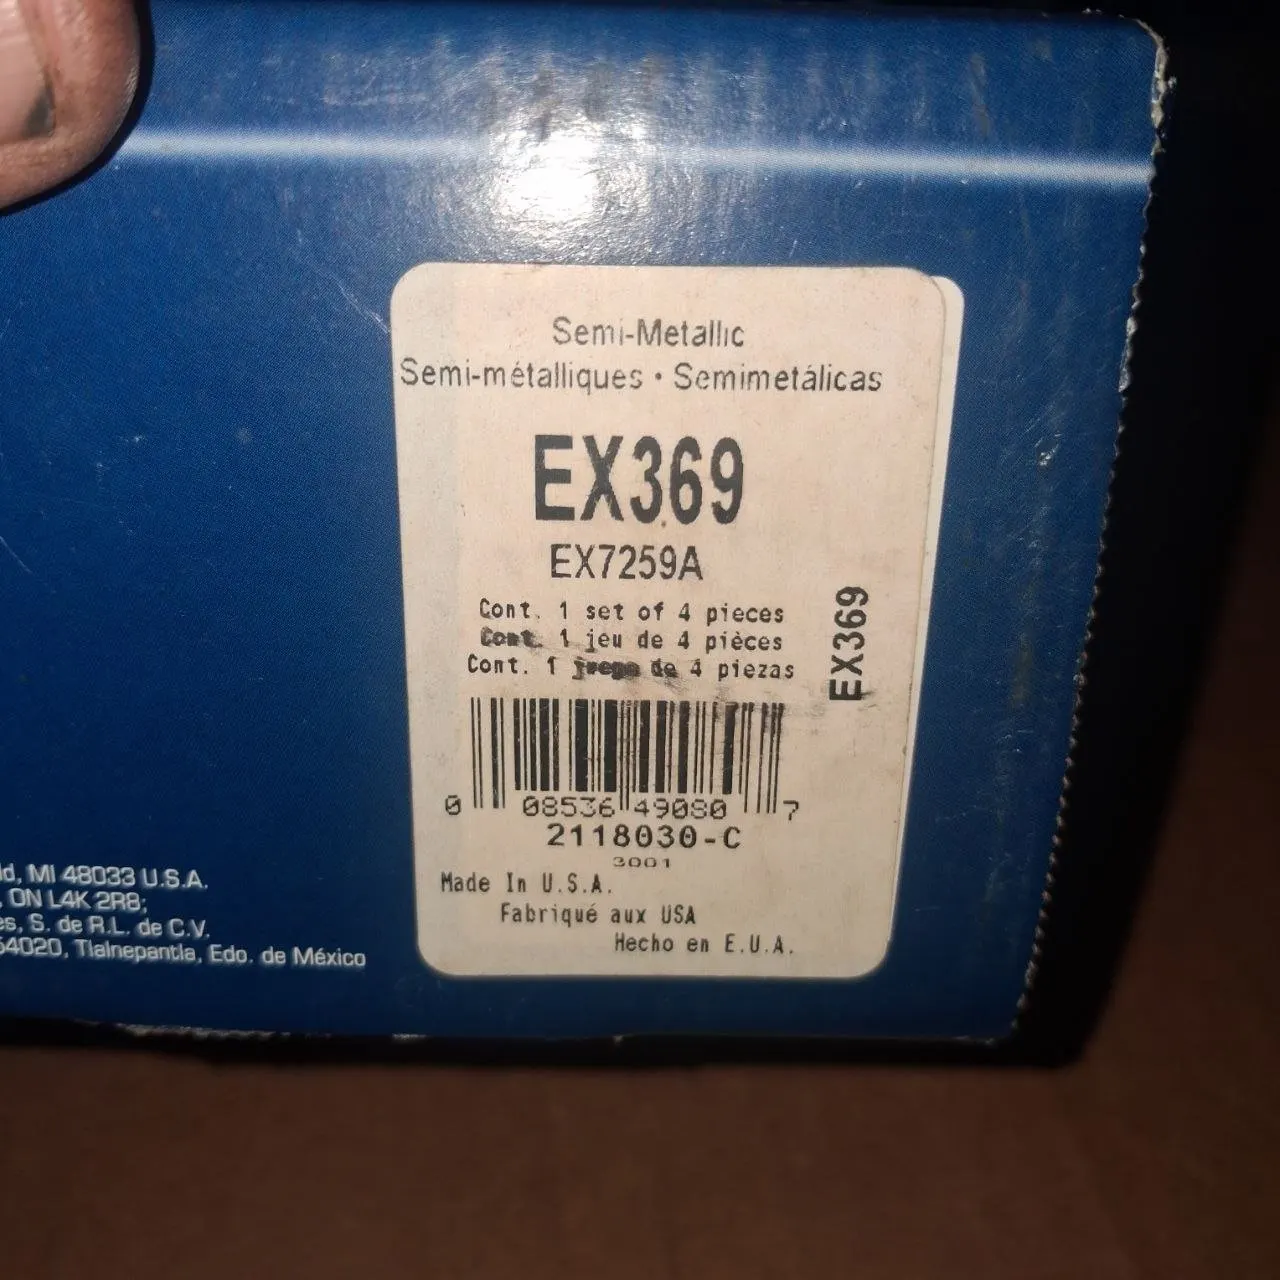 Semi-Metallic
Semi-métalliques • Semimetálicas
EX369
EX7259A
Cont. 1 set of 4 pieces
Cont. 1 jeu de 4 pièces
Cont. 1 juego de 4 piezas
EX369
0 08536 49080 7
2118030-C
3001
Made In U.S.A.
Fabriqué aux USA
Hecho en E.U.A.
ld, MI 48033 U.S.A.
, ON L4K 2R8;
es, S. de R.L. de C.V.
54020, Tlalnepantla, Edo. de México